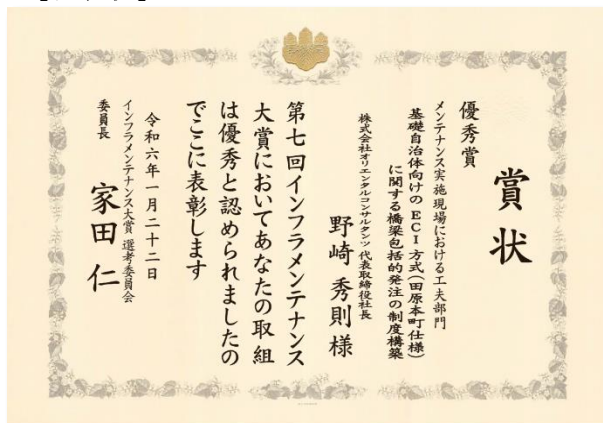 賞状
優秀賞
メンテナンス実施現場における工夫部門
基礎自治体向けのECI方式(田原本町仕様)
に関する橋梁包括的発注の制度構築
株式会社オリエンタルコンサルタンツ 代表取締役社長
野崎 秀則 様
第七回インフラメンテナンス
大賞においてあなたの取組
は優秀と認められましたの
でここに表彰します
令和六年一月二十二日
インフラメンテナンス大賞 選考委員会
委員長
家田 仁